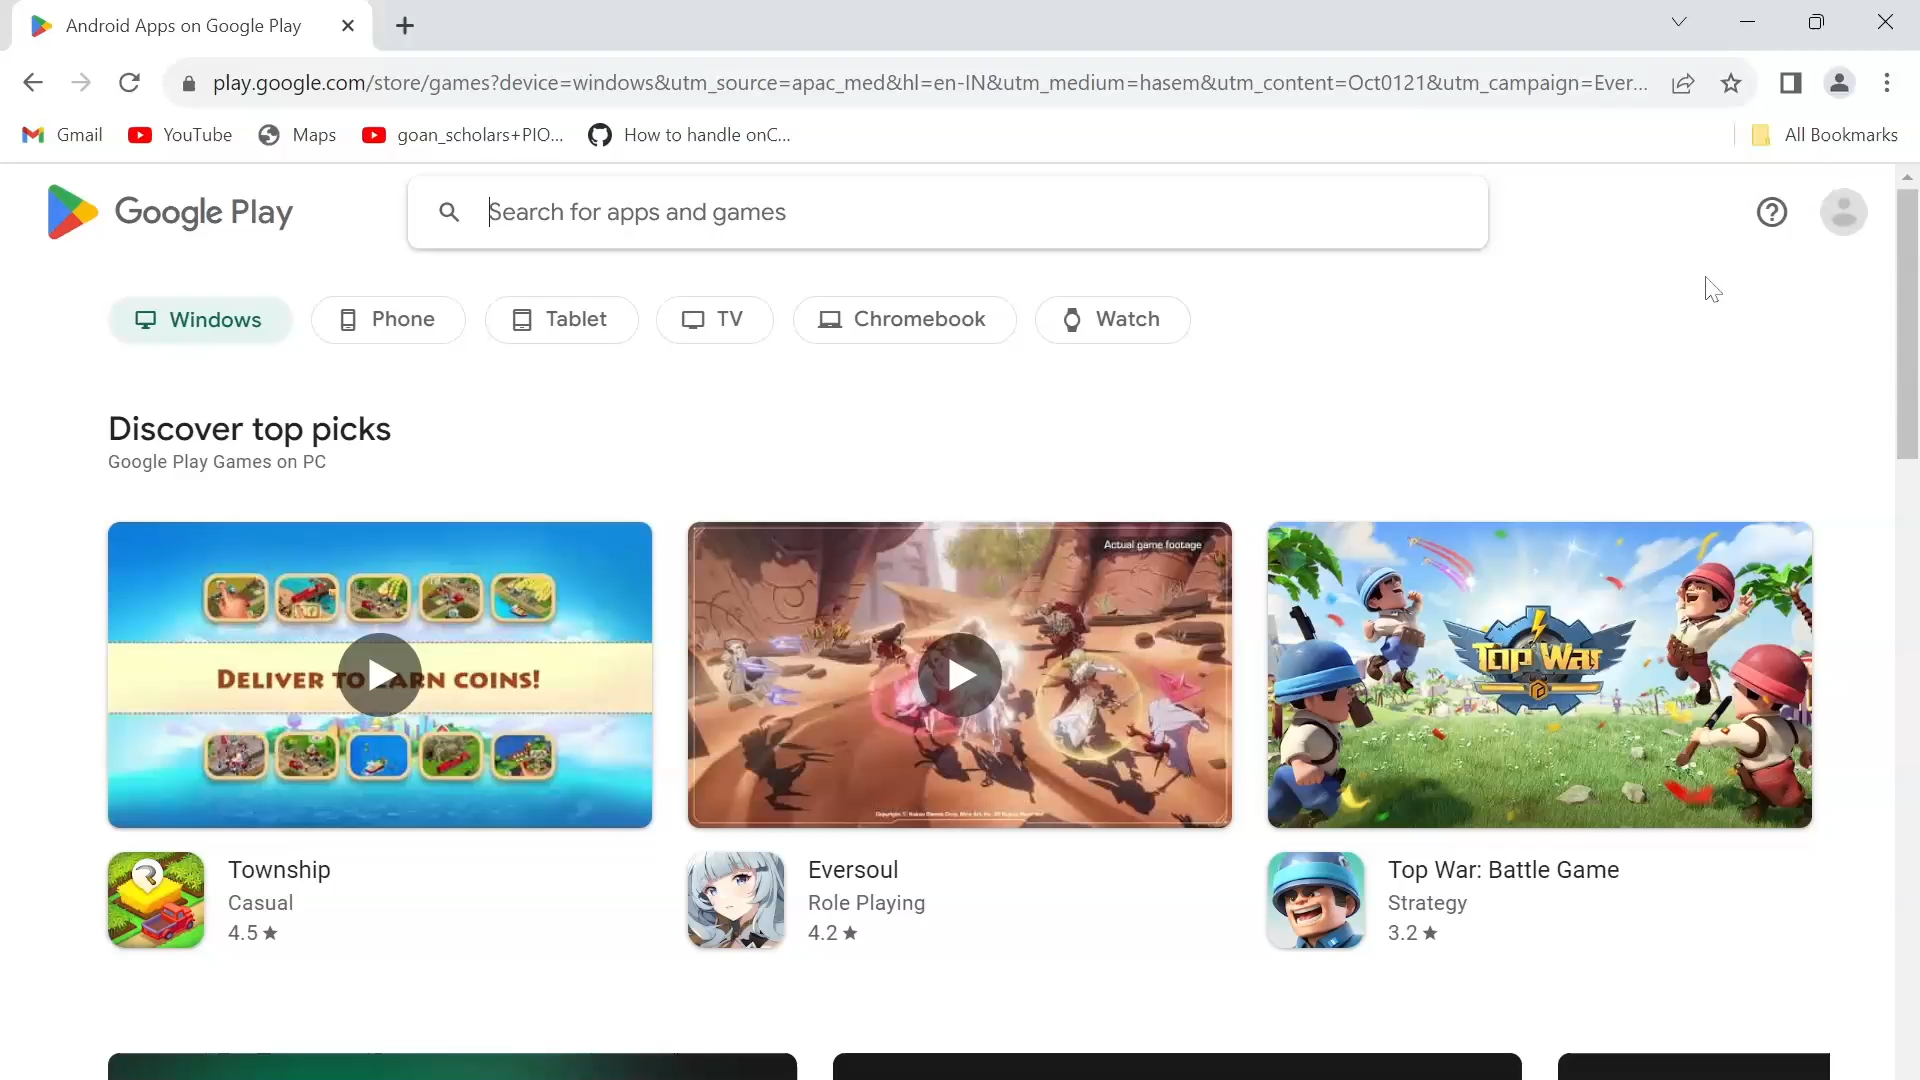 Android Apps on Google Play
play.google.com/store/games?device=windows&utm_source=apac_med&hl=en-IN&utm_medium=hasem&utm_content=Oct0121&utm_campaign=Ever...
Gmail YouTube Maps goan_scholars+PIO... How to handle onC... All Bookmarks
Google Play Search for apps and games
Windows Phone Tablet TV Chromebook Watch
Discover top picks
Google Play Games on PC
Actual game footage
DELIVER TO EARN COINS!
TOP WAR
Township Eversoul Top War: Battle Game
Casual Role Playing Strategy
4.5★ 4.2★ 3.2★